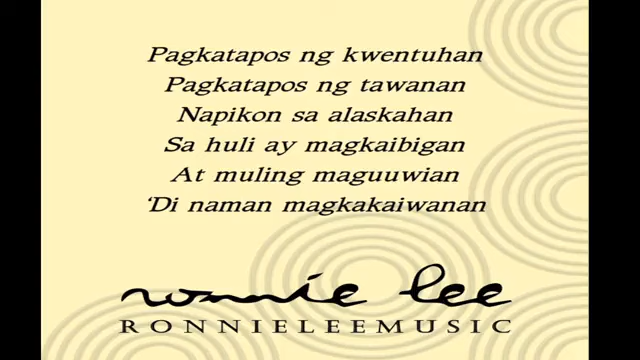 Pagkatapos ng kwentuhan
Pagkatapos ng tawanan
Napikon sa alaskahan
Sa huli ay magkaibigan
At muling maguuwian
‘Di naman magkakaiwanan
ronnie lee
RONNIELEEMUSIC